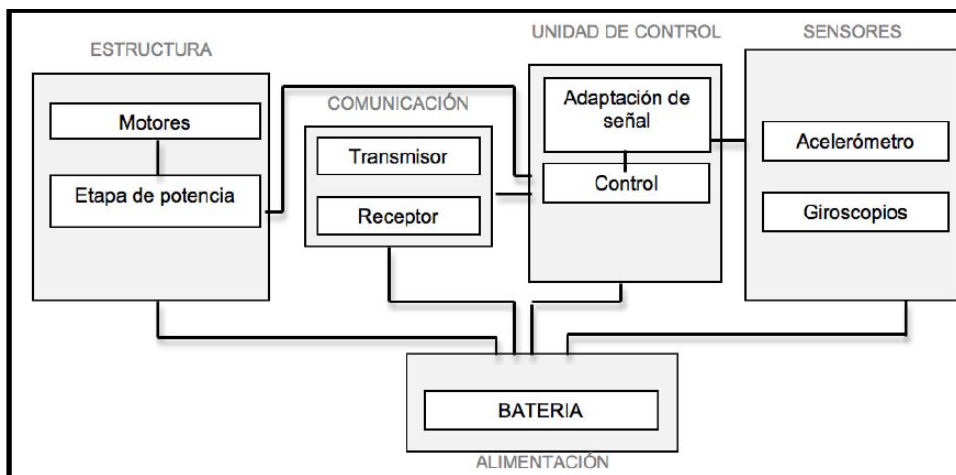 ESTRUCTURA
Motores
Etapa de potencia
COMUNICACIÓN
Transmisor
Receptor
UNIDAD DE CONTROL
Adaptación de
señal
Control
SENSORES
Acelerómetro
Giroscopios
BATERIA
ALIMENTACIÓN